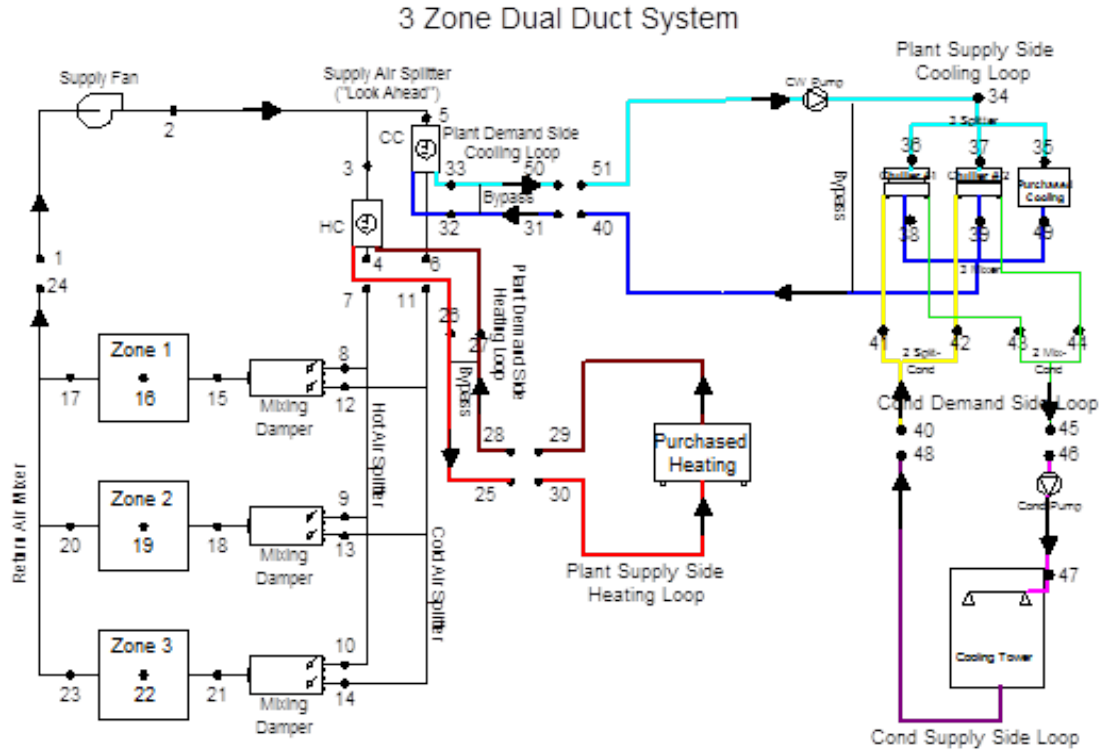 3 Zone Dual Duct System
Supply Fan
2
Supply Air Splitter
("Look Ahead")
5
CC
3
HC
4
6
1
24
7
11
Plant Demand Side
Cooling Loop
33
50
51
Bypass
32
31
40
CW Pump
Plant Supply Side
Cooling Loop
34
2 Splitter
36
37
35
Chiller #1
Chiller #2
Purchased
Cooling
38
39
49
2 Mixer
Bypass
41
42
43
44
2 Split-
Cond
2 Mix-
Cond
Cond Demand Side Loop
40
48
45
46
Cond Pump
47
Cooling Tower
Cond Supply Side Loop
26
27
Bypass
Plant Demand Side
Heating Loop
28
29
25
30
Purchased
Heating
Plant Supply Side
Heating Loop
Zone 1
17
16
15
8
12
Mixing
Damper
Hot Air Splitter
Zone 2
20
19
18
9
13
Mixing
Damper
Cold Air Splitter
Return Air Mixer
Zone 3
23
22
21
10
14
Mixing
Damper